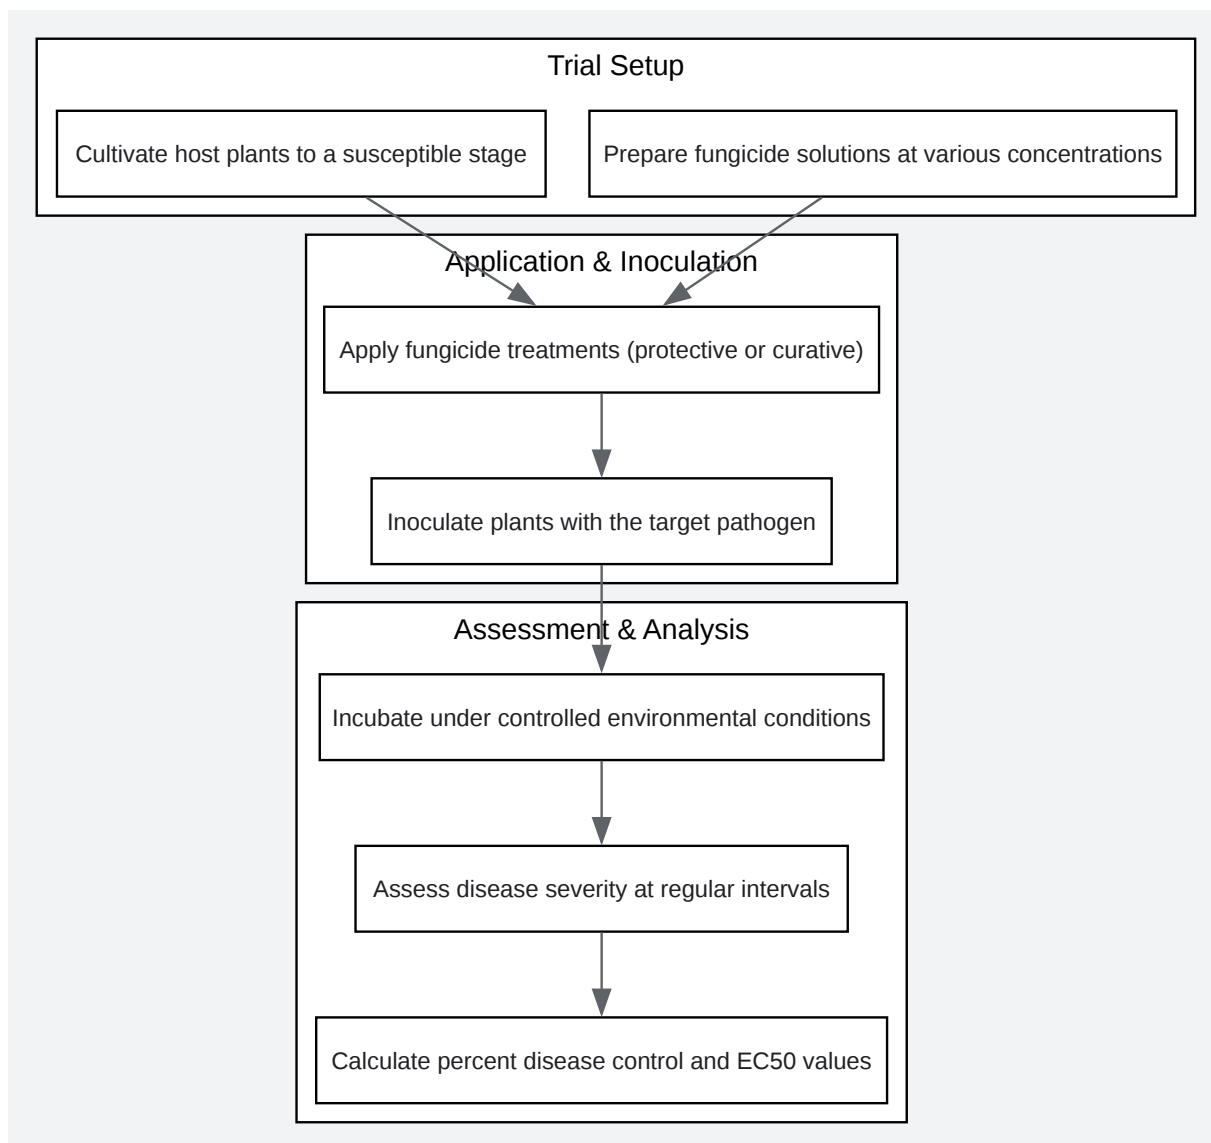 Trial Setup
Cultivate host plants to a susceptible stage
Prepare fungicide solutions at various concentrations
Application & Inoculation
Apply fungicide treatments (protective or curative)
Inoculate plants with the target pathogen
Assessment & Analysis
Incubate under controlled environmental conditions
Assess disease severity at regular intervals
Calculate percent disease control and EC50 values